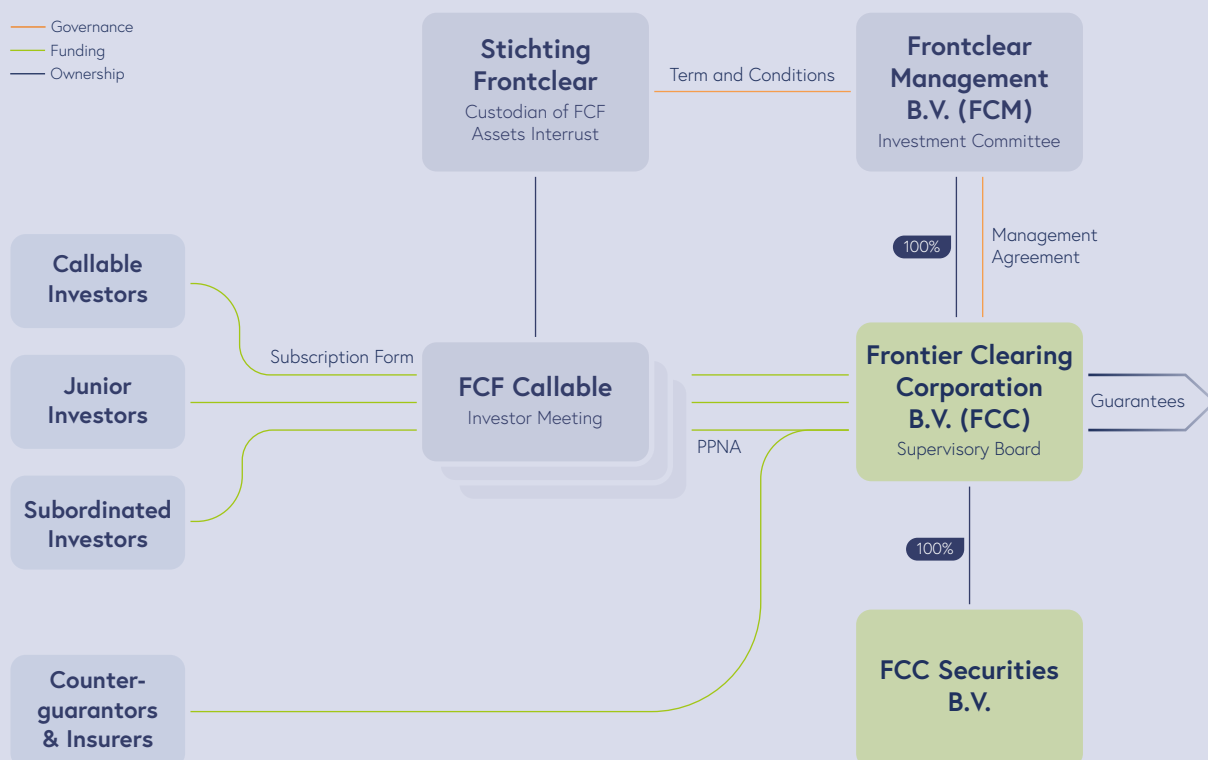 Governance
Funding
Ownership
Stichting
Frontclear
Custodian of FCF
Assets Interrust
Term and Conditions
Frontclear
Management
B.V. (FCM)
Investment Committee
100%
Management
Agreement
Callable
Investors
Junior
Investors
Subordinated
Investors
Subscription Form
FCF Callable
Investor Meeting
PPNA
Frontier Clearing
Corporation
B.V. (FCC)
Supervisory Board
Guarantees
100%
FCC Securities
B.V.
Counter-
guarantors
& Insurers